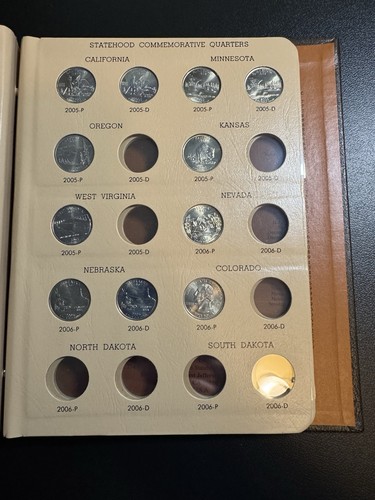 STATEHOOD COMMEMORATIVE QUARTERS
CALIFORNIA MINNESOTA
2005-P 2005-D 2005-P 2005-D
OREGON KANSAS
2005-P 2005-D 2005-P 2005-D
WEST VIRGINIA NEVADA
2005-P 2005-D 2006-P 2006-D
NEBRASKA COLORADO
2006-P 2006-D 2006-P 2006-D
NORTH DAKOTA SOUTH DAKOTA
2006-P 2006-D 2006-P 2006-D